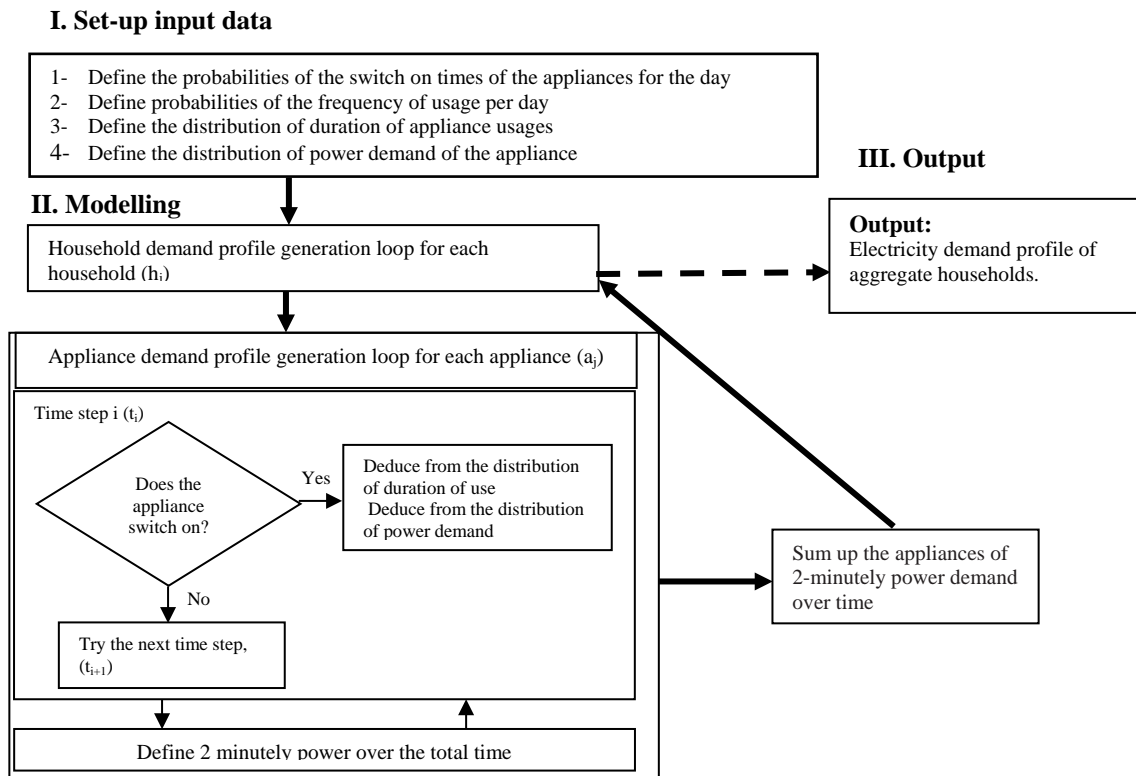 I. Set-up input data
1- Define the probabilities of the switch on times of the appliances for the day
2- Define probabilities of the frequency of usage per day
3- Define the distribution of duration of appliance usages
4- Define the distribution of power demand of the appliance
III. Output
II. Modelling
Output:
Electricity demand profile of
aggregate households.
Household demand profile generation loop for each
household (hᵢ)
Appliance demand profile generation loop for each appliance (aⱼ)
Time step i (tᵢ)
Does the
appliance
switch on?
Yes
Deduce from the distribution
of duration of use
Deduce from the distribution
of power demand
No
Try the next time step,
(tᵢ₊₁)
Sum up the appliances of
2-minutely power demand
over time
Define 2 minutely power over the total time